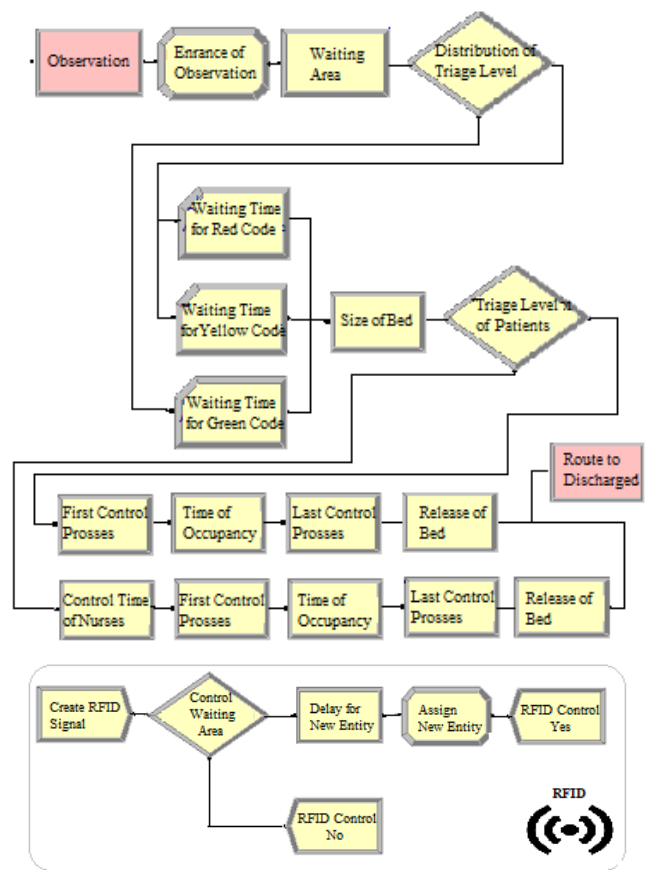 Observation
Enrance of
Observation
Waiting
Area
Distribution of
Triage Level
Waiting Time
for Red Code
Waiting Time
for Yellow Code
Waiting Time
for Green Code
Size of Bed
Triage Level
of Patients
Route to
Discharged
First Control
Prosses
Time of
Occupancy
Last Control
Prosses
Release of
Bed
Control Time
of Nurses
First Control
Prosses
Time of
Occupancy
Last Control
Prosses
Release of
Bed
Create RFID
Signal
Control
Waiting
Area
Delay for
New Entity
Assign
New Entity
RFID Control
Yes
RFID Control
No
RFID